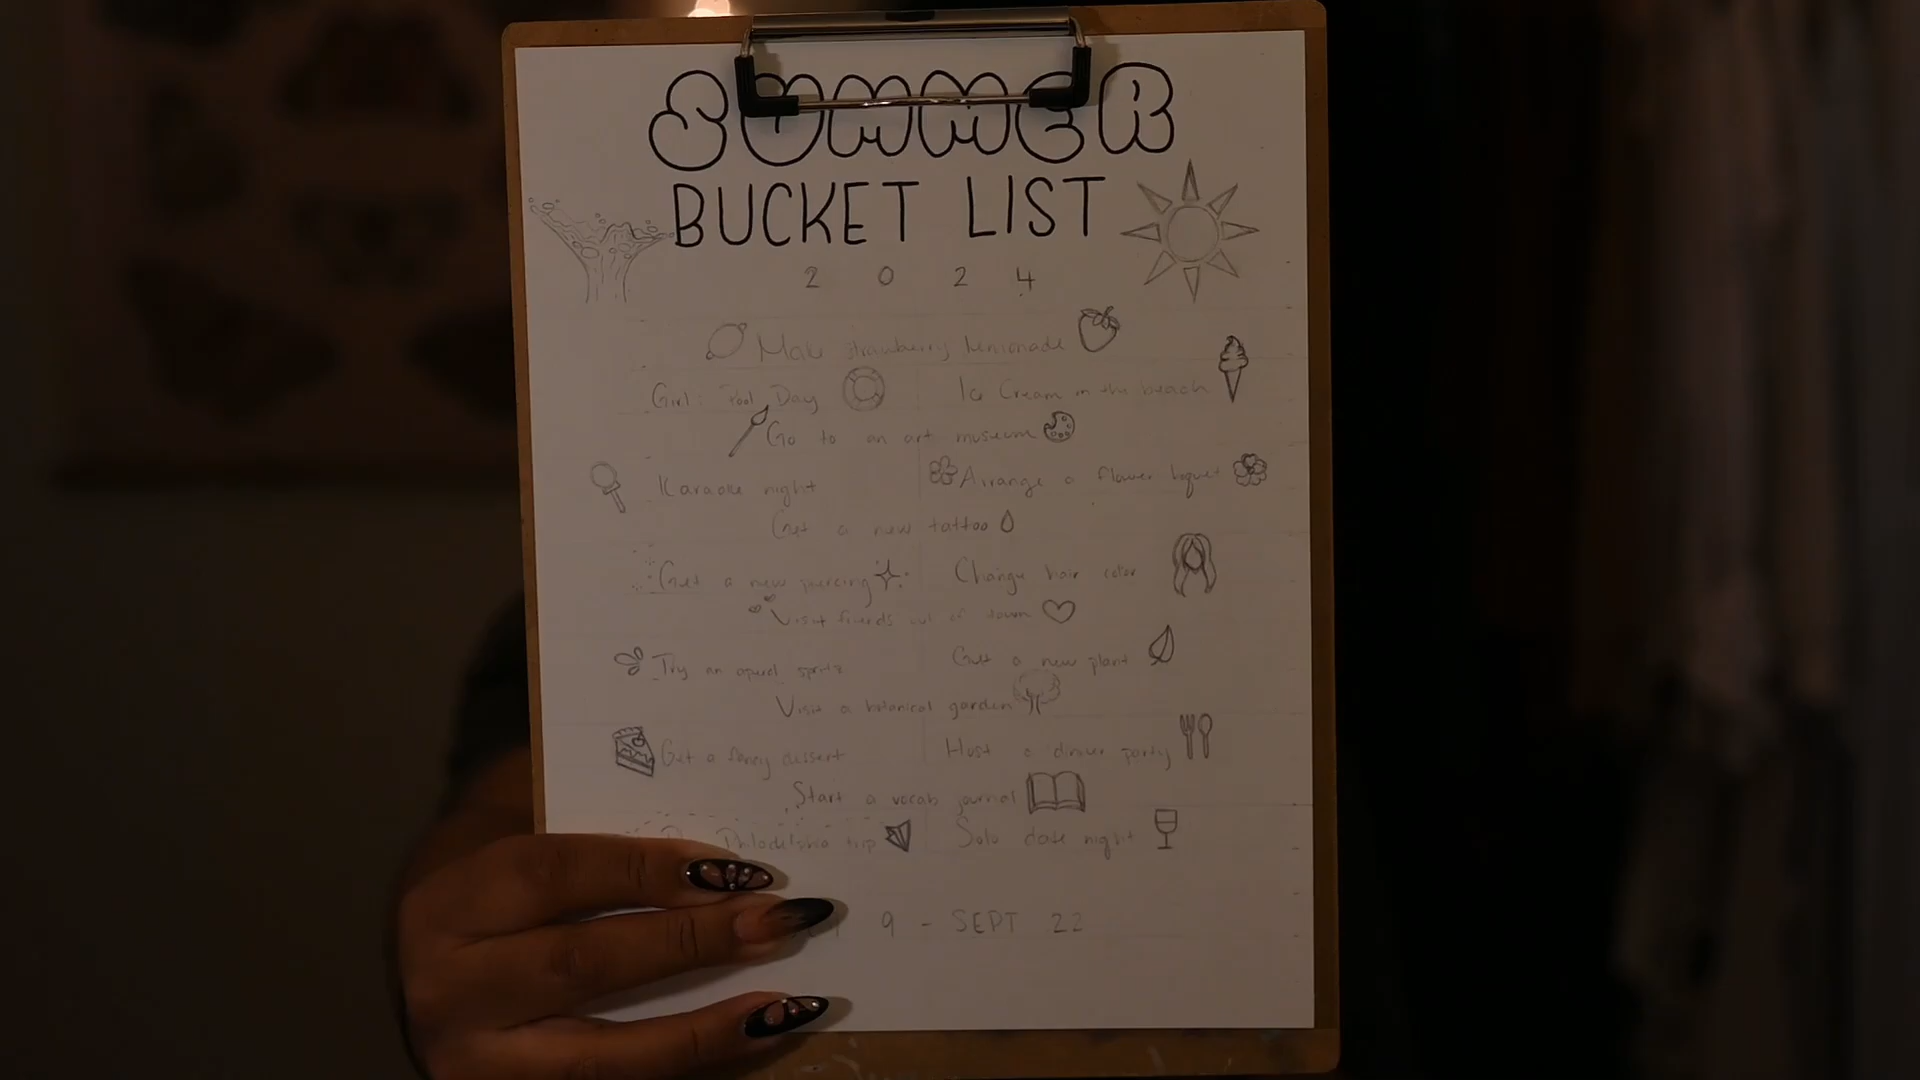 SUMMER
BUCKET LIST
2 0 2 4
Make strawberry lemonade
Girls Pool Day
Ice Cream on the beach
Go to an art museum
Karaoke night
Arrange a flower
Get a new tattoo
Get a new piercing
Change hair color
Visit friends out of town
Try an aperol spritz
Get a new plant
Visit a botanical garden
Get a fancy dessert
Host a dinner party
Start a vocab journal
Philadelphia trip
Solo date night
9 - SEPT 22